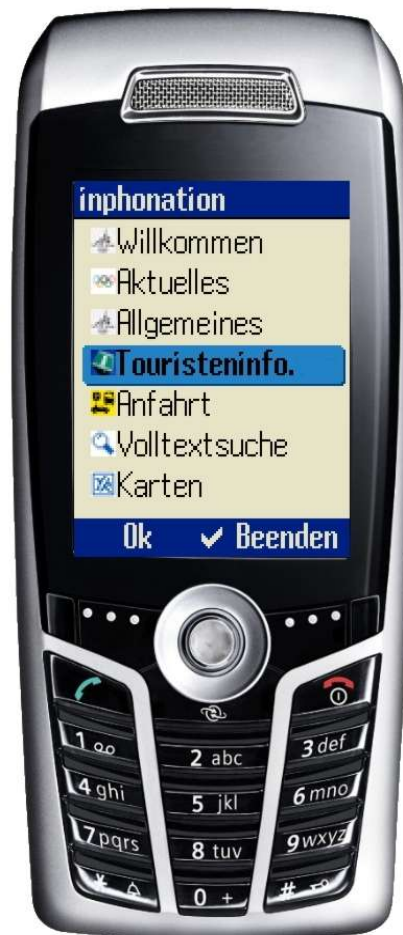 inphonation
Willkommen
Aktuelles
Allgemeines
Touristeninfo.
Anfahrt
Volltextsuche
Karten
Ok ✓ Beenden
1 2 abc 3 def
4 ghi 5 jkl 6 mno
7 pqrs 8 tuv 9 wxyz
* 0 + #